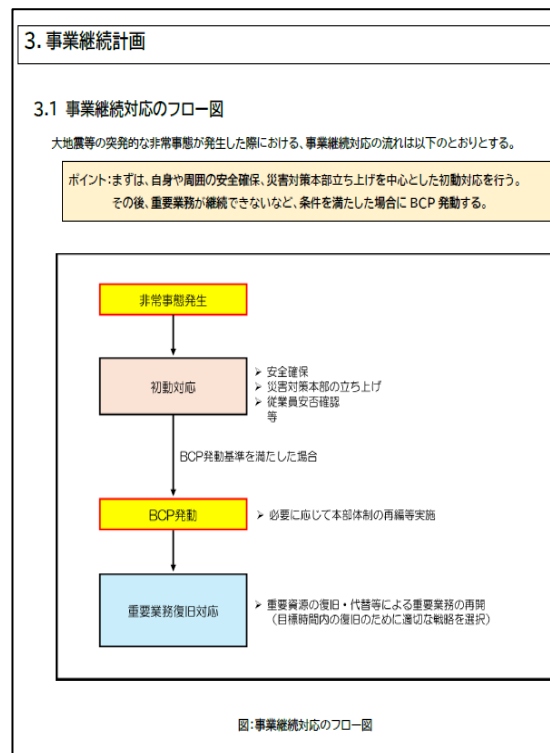 3. 事業継続計画
3.1 事業継続対応のフロー図
大地震等の突発的な非常事態が発生した際における、事業継続対応の流れは以下のとおりとする。
ポイント:まずは、自身や周囲の安全確保、災害対策本部立ち上げを中心とした初動対応を行う。
その後、重要業務が継続できないなど、条件を満たした場合に BCP 発動する。
非常事態発生
初動対応
➢ 安全確保
➢ 災害対策本部の立ち上げ
➢ 従業員安否確認
等
BCP発動基準を満たした場合
BCP発動
➢ 必要に応じて本部体制の再編等実施
重要業務復旧対応
➢ 重要資源の復旧・代替等による重要業務の再開
(目標時間内の復旧のために適切な戦略を選択)
図:事業継続対応のフロー図